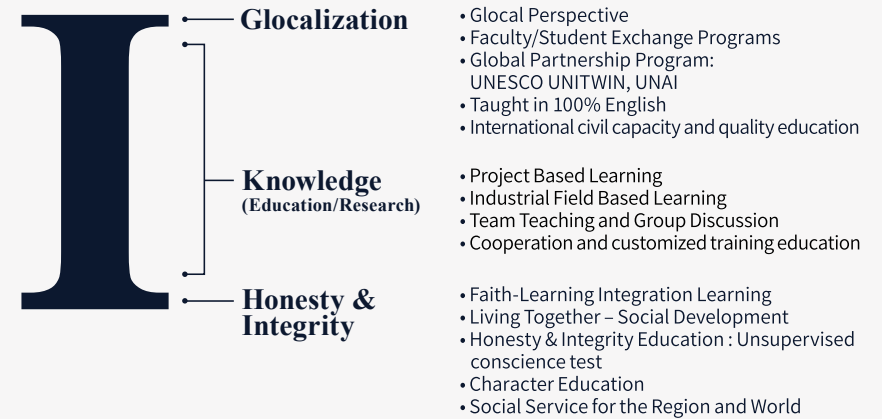 I
Glocalization
• Glocal Perspective
• Faculty/Student Exchange Programs
• Global Partnership Program:
UNESCO UNITWIN, UNAI
• Taught in 100% English
• International civil capacity and quality education
Knowledge
(Education/Research)
• Project Based Learning
• Industrial Field Based Learning
• Team Teaching and Group Discussion
• Cooperation and customized training education
Honesty &
Integrity
• Faith-Learning Integration Learning
• Living Together – Social Development
• Honesty & Integrity Education : Unsupervised
conscience test
• Character Education
• Social Service for the Region and World